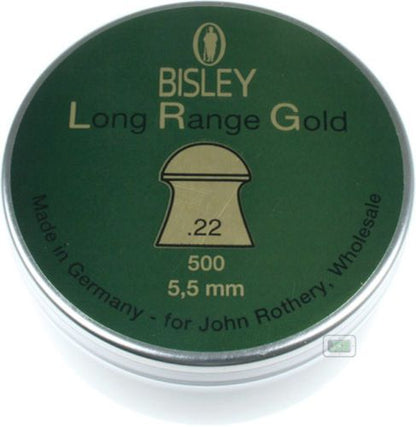 BISLEY
Long Range Gold
.22
500
5,5 mm
Made in Germany - for John Rothery, Wholesale